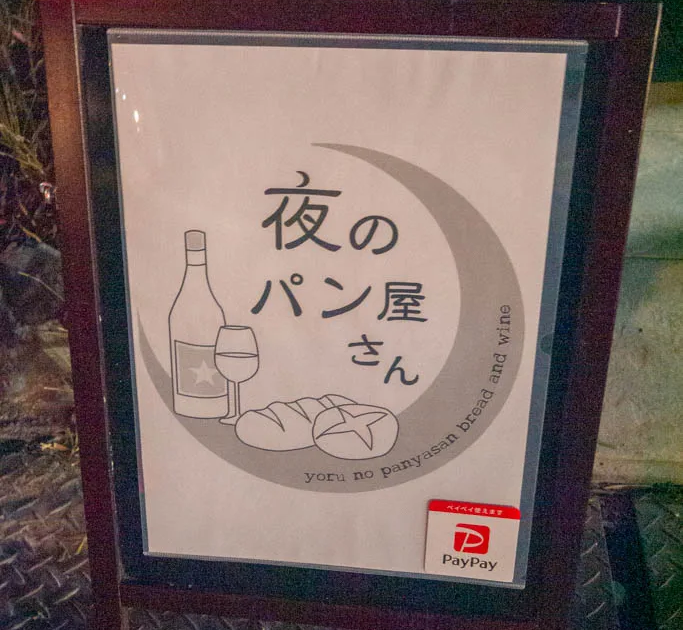 夜の
パン屋
さん
yoru no panyasan bread and wine
ペイペイ使えます
PayPay